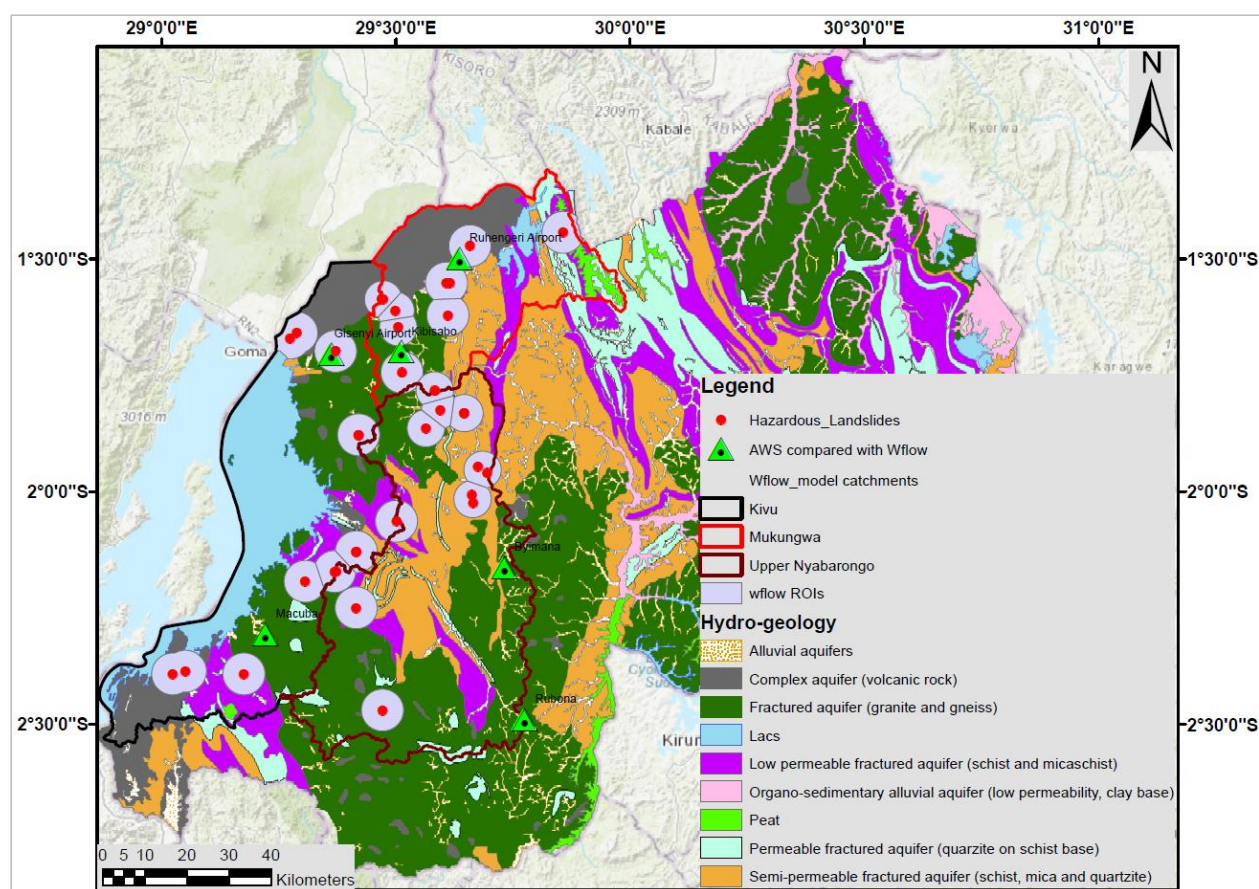 29°0'0"S 29°30'0"S 30°0'0"S 30°30'0"S 31°0'0"S
N
KISORO
2309 m
Kabale
KABALE
Kyerwa
Ruhengeri Airport
1°30'0"S 1°30'0"S
RN2
Goma
Gisenyi Airport Kibisabo
Karagwe
3016 m
Legend
Hazardous_Landslides
AWS compared with Wflow
Wflow_model catchments
2°0'0"S 2°0'0"S
Kivu
Mukungwa
Byimana
Upper Nyabarongo
wflow ROIs
Macuba
Hydro-geology
Alluvial aquifers
Complex aquifer (volcanic rock)
Rubona
Fractured aquifer (granite and gneiss)
2°30'0"S 2°30'0"S
Kirun
Lacs
Low permeable fractured aquifer (schist and micaschist)
Organo-sedimentary alluvial aquifer (low permeability, clay base)
Peat
Permeable fractured aquifer (quarzite on schist base)
0 5 10 20 30 40
Kilometers
Semi-permeable fractured aquifer (schist, mica and quartzite)